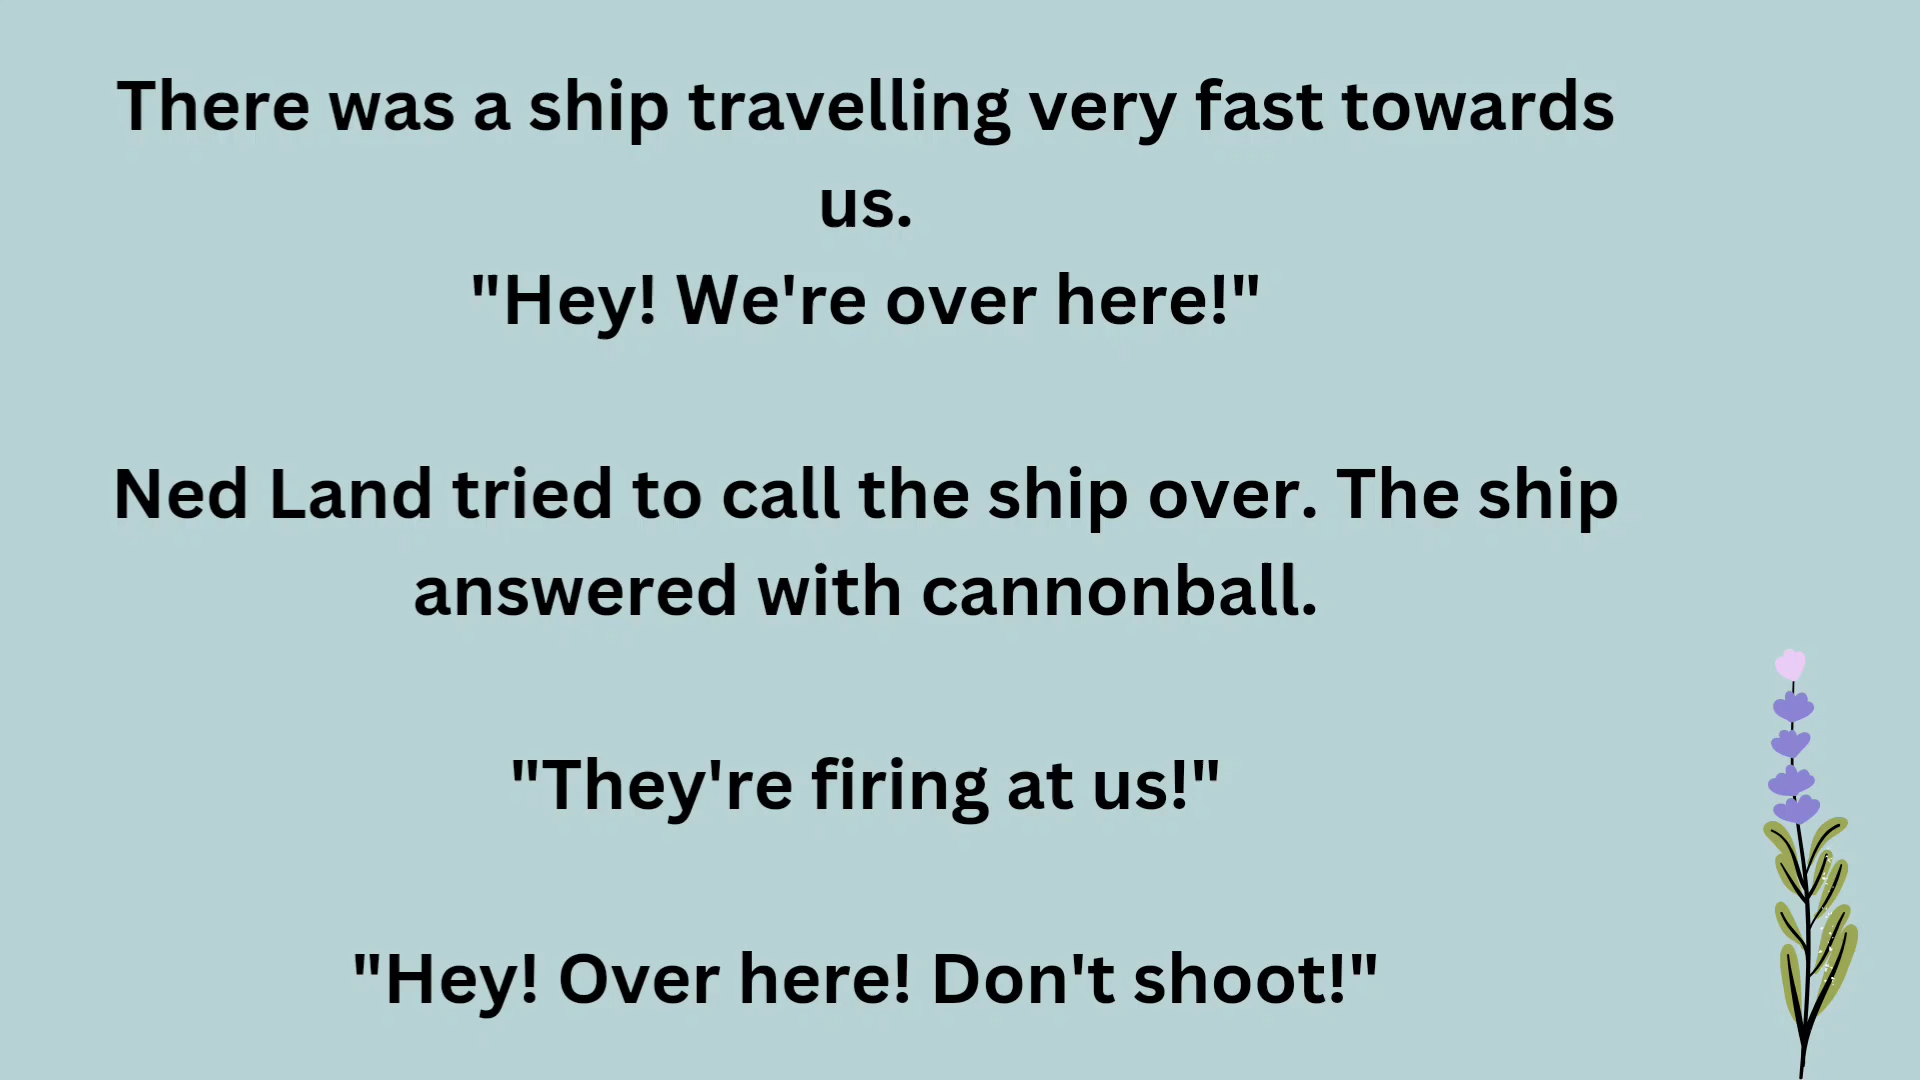 There was a ship travelling very fast towards
us.
"Hey! We're over here!"
Ned Land tried to call the ship over. The ship
answered with cannonball.
"They're firing at us!"
"Hey! Over here! Don't shoot!"